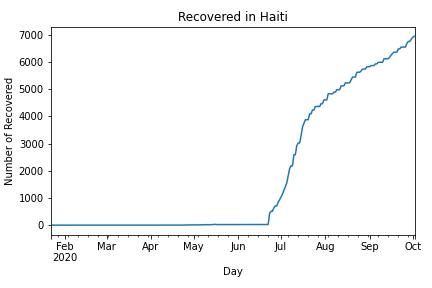 Recovered in Haiti
Number of Recovered
7000
6000
5000
4000
3000
2000
1000
0
Feb Mar Apr May Jun Jul Aug Sep Oct
2020
Day